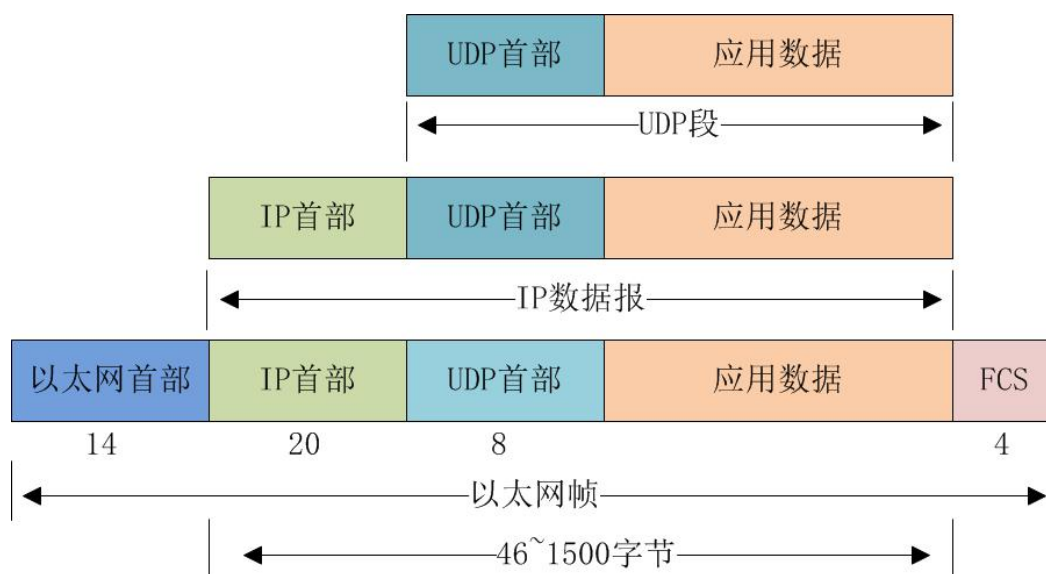 UDP首部 应用数据
UDP段
IP首部 UDP首部 应用数据
IP数据报
以太网首部 IP首部 UDP首部 应用数据 FCS
14 20 8 4
以太网帧
46~1500字节